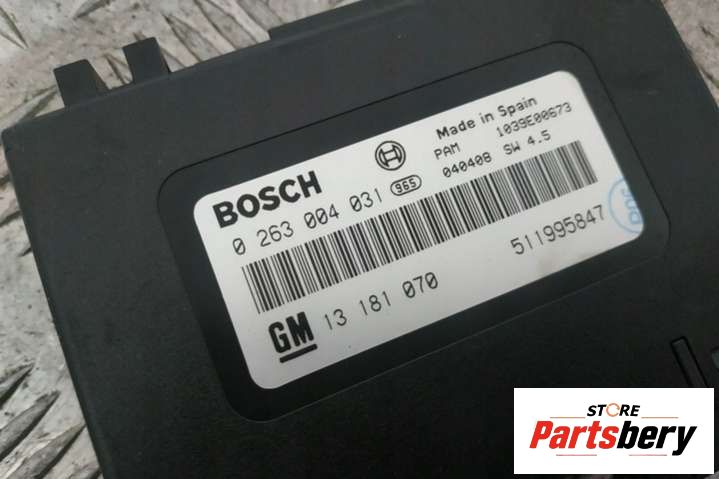 BOSCH
Made in Spain
PAM 1039E00673
0 263 004 031 965 040408 SW 4.5
511995847
GM 13 181 070
STORE
Partsbery